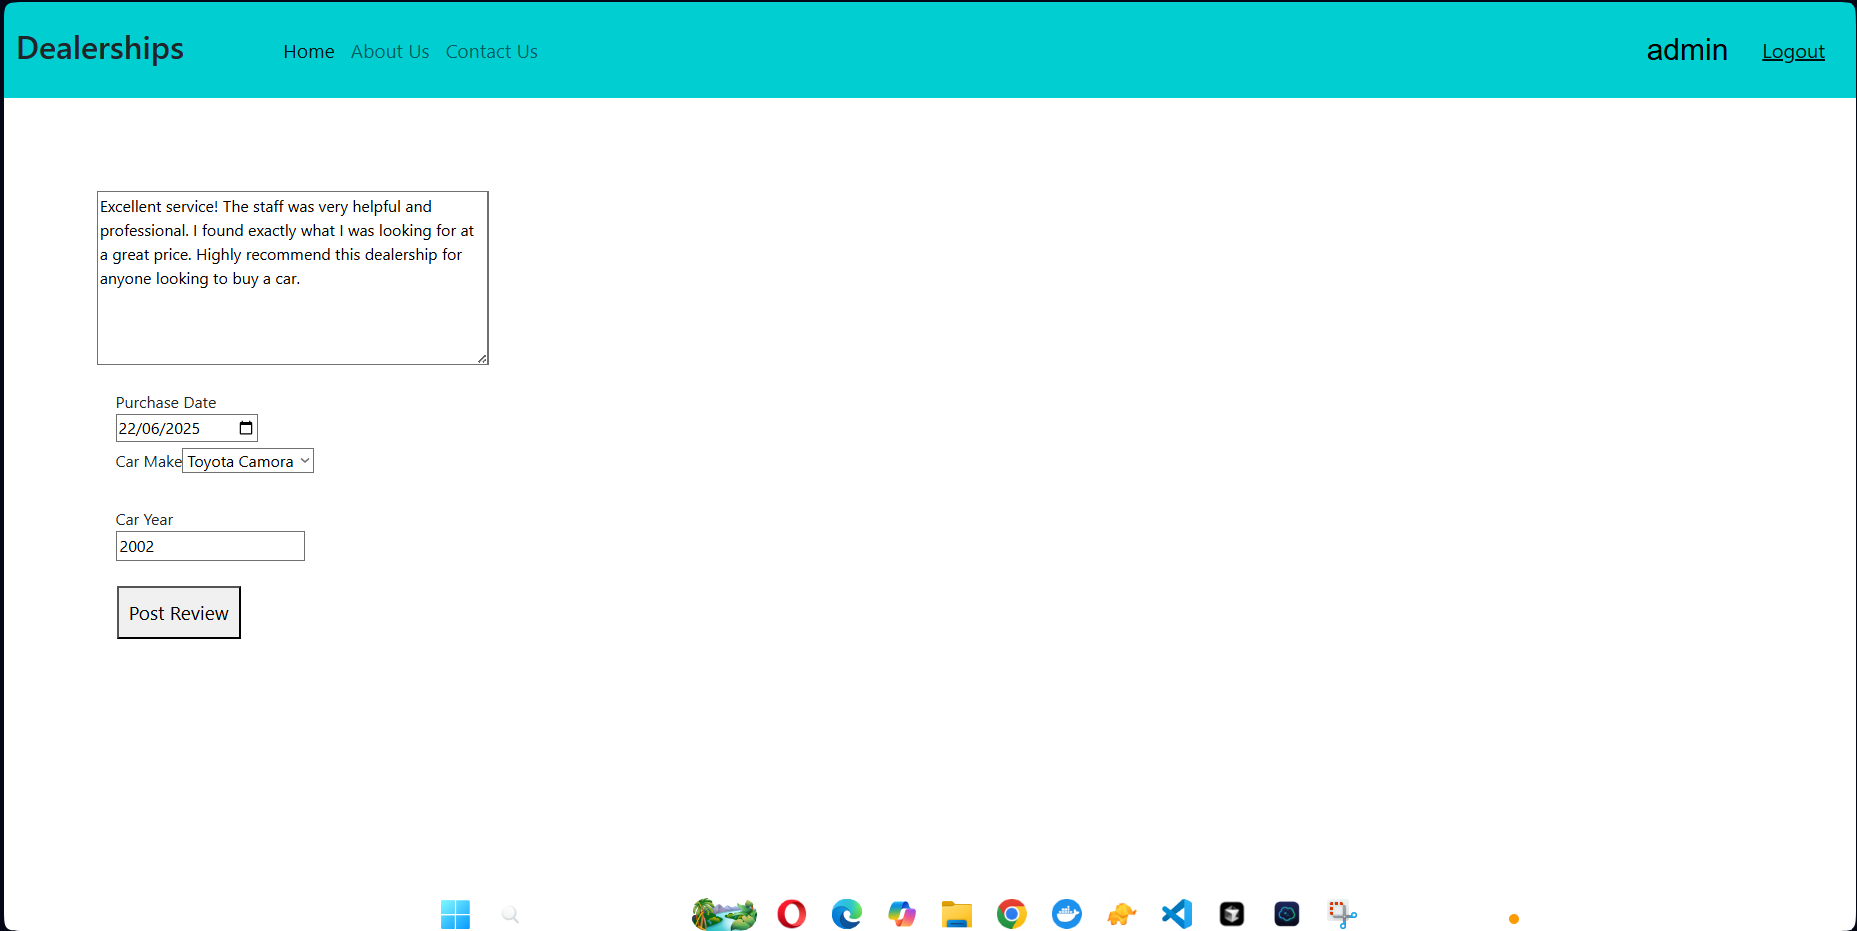 Dealerships
Home About Us Contact Us
admin Logout
Excellent service! The staff was very helpful and
professional. I found exactly what I was looking for at
a great price. Highly recommend this dealership for
anyone looking to buy a car.
Purchase Date
22/06/2025
Car Make Toyota Camora
Car Year
2002
Post Review